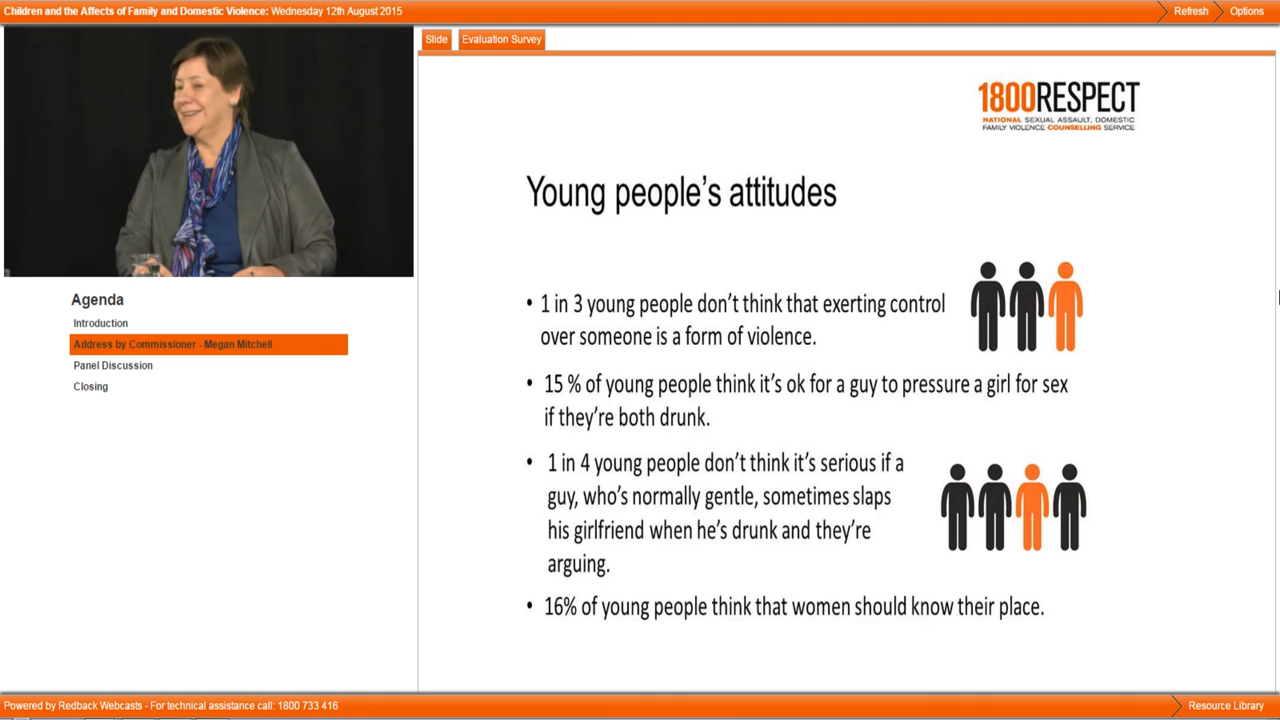 Children and the Affects of Family and Domestic Violence: Wednesday 12th August 2015
Refresh
Options
Slide
Evaluation Survey
1800RESPECT
NATIONAL SEXUAL ASSAULT, DOMESTIC
FAMILY VIOLENCE COUNSELLING SERVICE
Young people's attitudes
• 1 in 3 young people don't think that exerting control
over someone is a form of violence.
• 15 % of young people think it's ok for a guy to pressure a girl for sex
if they're both drunk.
• 1 in 4 young people don't think it's serious if a
guy, who's normally gentle, sometimes slaps
his girlfriend when he's drunk and they're
arguing.
• 16% of young people think that women should know their place.
Agenda
Introduction
Address by Commissioner - Megan Mitchell
Panel Discussion
Closing
Powered by Redback Webcasts - For technical assistance call: 1800 733 416
Resource Library